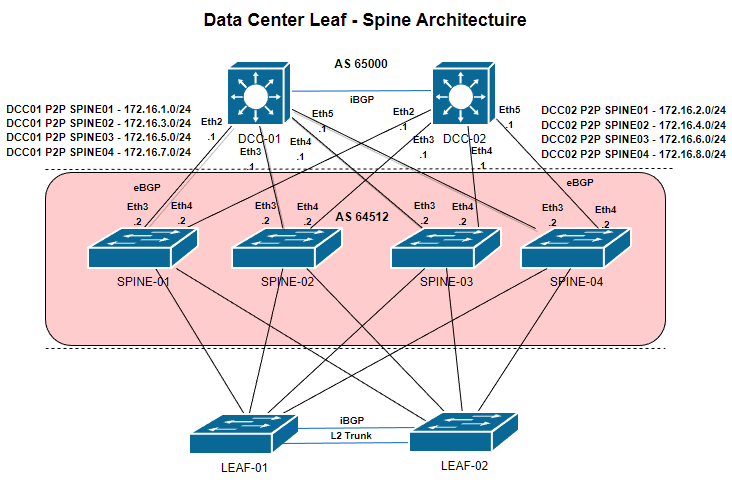 Data Center Leaf - Spine Architectuire
AS 65000
iBGP
DCC01 P2P SPINE01 - 172.16.1.0/24
DCC01 P2P SPINE02 - 172.16.3.0/24
DCC01 P2P SPINE03 - 172.16.5.0/24
DCC01 P2P SPINE04 - 172.16.7.0/24
DCC02 P2P SPINE01 - 172.16.2.0/24
DCC02 P2P SPINE02 - 172.16.4.0/24
DCC02 P2P SPINE03 - 172.16.6.0/24
DCC02 P2P SPINE04 - 172.16.8.0/24
Eth2
.1
DCC-01
Eth3
.1
Eth4
.1
Eth5
.1
Eth2
.1
DCC-02
Eth3
.1
Eth4
.1
Eth5
.1
eBGP
eBGP
Eth3
.2
Eth4
.2
Eth3
.2
Eth4
.2
AS 64512
Eth3
.2
Eth4
.2
Eth3
.2
Eth4
.2
SPINE-01
SPINE-02
SPINE-03
SPINE-04
iBGP
L2 Trunk
LEAF-01
LEAF-02